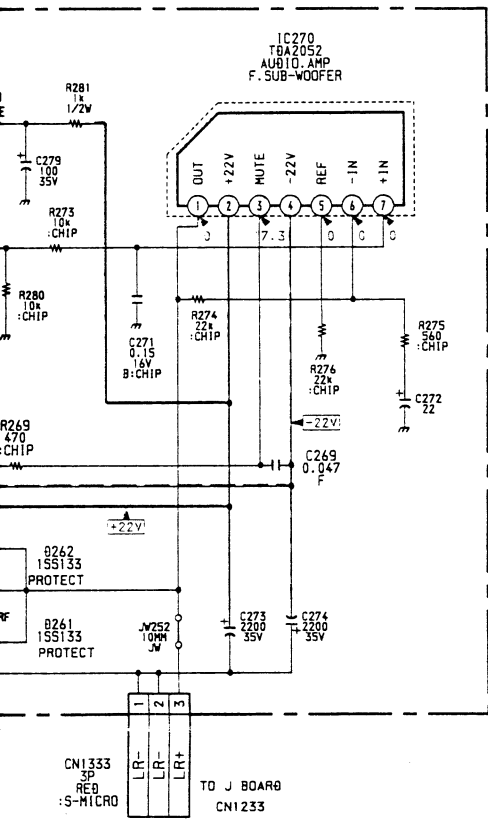 IC270
TDA2052
AUDIO.AMP
F.SUB-WOOFER
R281
1k
1/2W
E
C279
100
35V
OUT
+22V
MUTE
-22V
REF
-IN
+IN
1 2 3 4 5 6 7
R273
10k
:CHIP
0 7.3 0 0 0
R280
10k
:CHIP
C271
0.15
16V
B:CHIP
R274
22k
:CHIP
R276
22k
:CHIP
R275
560
:CHIP
C272
22
-22V
R269
470
:CHIP
C269
0.047
F
+22V
D262
1SS133
PROTECT
RF
D261
1SS133
PROTECT
JW252
10MM
JW
C273
2200
35V
C274
2200
35V
1 2 3
LR-
LR-
LR+
CN1333
3P
RED
:S-MICRO
TO J BOARD
CN1233